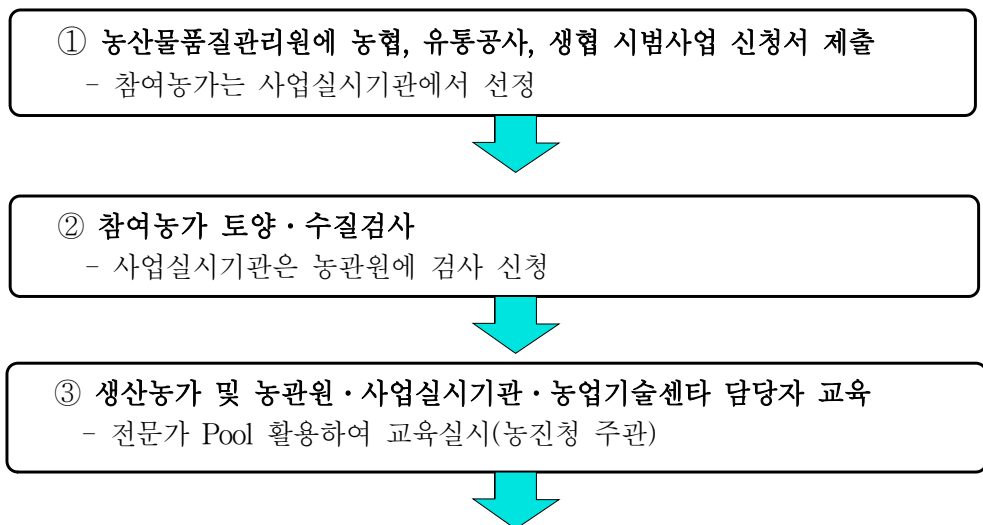 ① 농산물품질관리원에 농협, 유통공사, 생협 시범사업 신청서 제출
- 참여농가는 사업실시기관에서 선정
② 참여농가 토양·수질검사
- 사업실시기관은 농관원에 검사 신청
③ 생산농가 및 농관원·사업실시기관·농업기술센타 담당자 교육
- 전문가 Pool 활용하여 교육실시(농진청 주관)